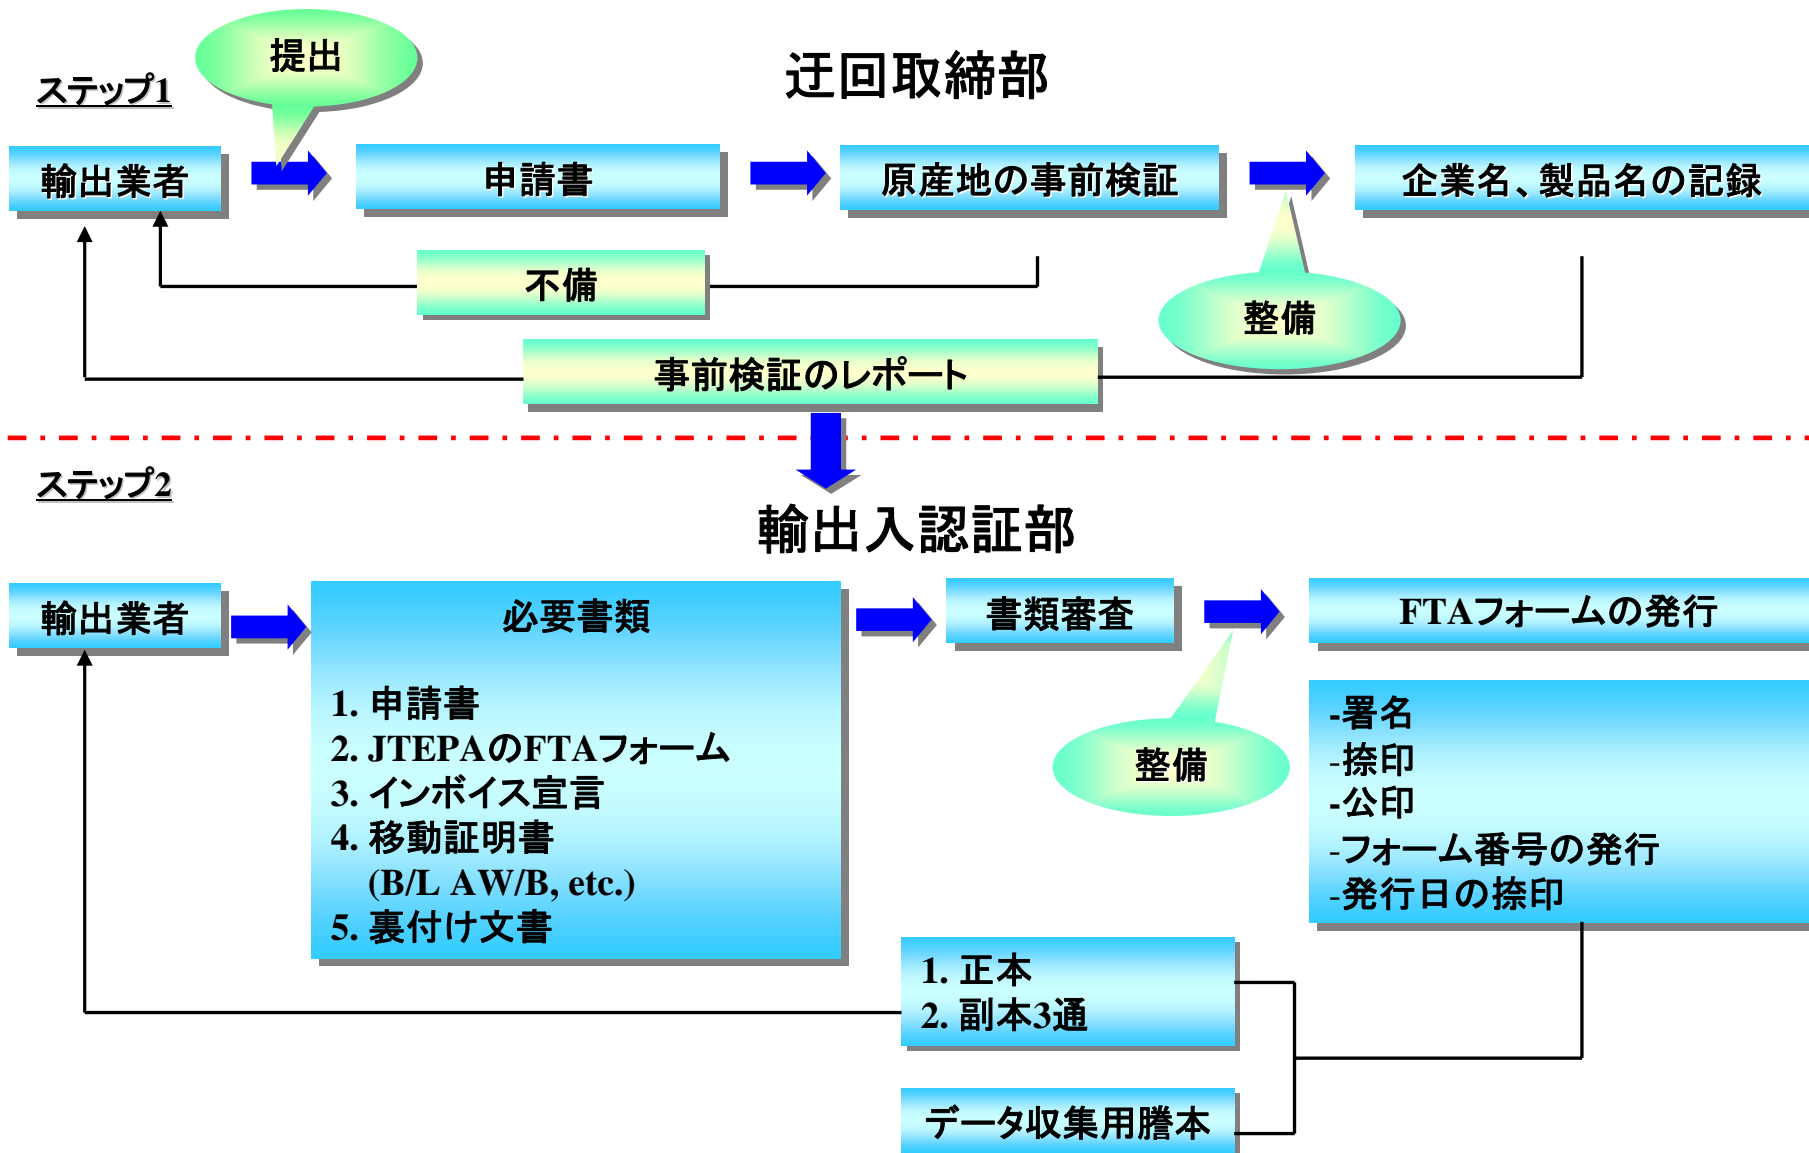 提出
迂回取締部
ステップ1
輸出業者
申請書
原産地の事前検証
企業名、製品名の記録
不備
整備
事前検証のレポート
ステップ2
輸出入認証部
輸出業者
必要書類
1. 申請書
2. JTEPAのFTAフォーム
3. インボイス宣言
4. 移動証明書
(B/L AW/B, etc.)
5. 裏付け文書
書類審査
整備
FTAフォームの発行
-署名
-捺印
-公印
-フォーム番号の発行
-発行日の捺印
1. 正本
2. 副本3通
データ収集用謄本